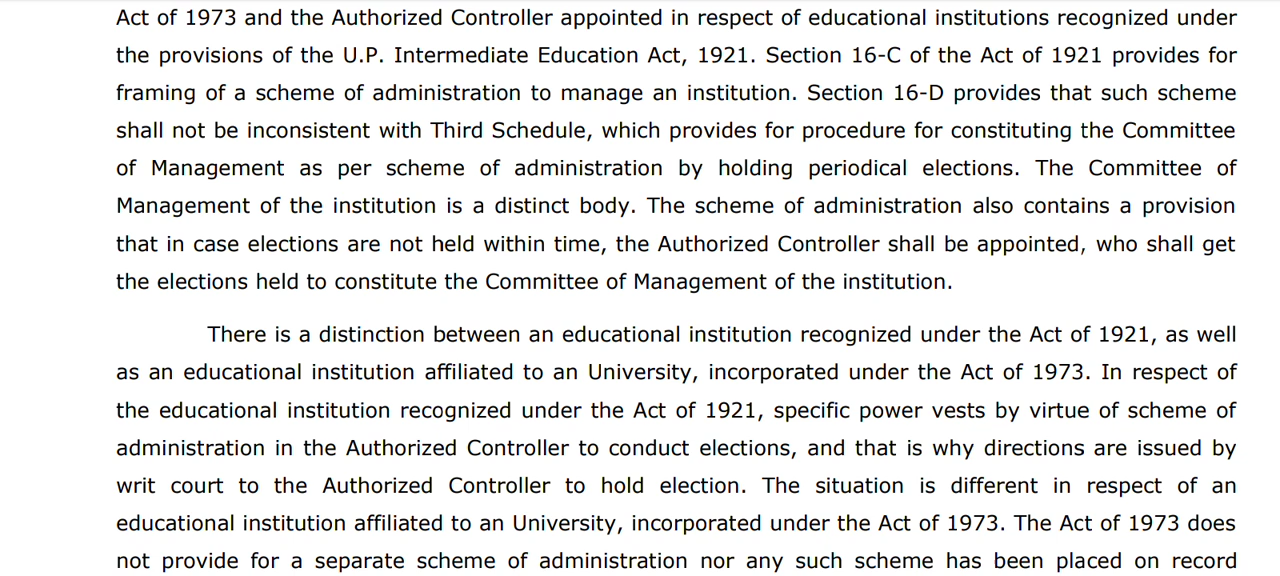 Act of 1973 and the Authorized Controller appointed in respect of educational institutions recognized under
the provisions of the U.P. Intermediate Education Act, 1921. Section 16-C of the Act of 1921 provides for
framing of a scheme of administration to manage an institution. Section 16-D provides that such scheme
shall not be inconsistent with Third Schedule, which provides for procedure for constituting the Committee
of Management as per scheme of administration by holding periodical elections. The Committee of
Management of the institution is a distinct body. The scheme of administration also contains a provision
that in case elections are not held within time, the Authorized Controller shall be appointed, who shall get
the elections held to constitute the Committee of Management of the institution.
There is a distinction between an educational institution recognized under the Act of 1921, as well
as an educational institution affiliated to an University, incorporated under the Act of 1973. In respect of
the educational institution recognized under the Act of 1921, specific power vests by virtue of scheme of
administration in the Authorized Controller to conduct elections, and that is why directions are issued by
writ court to the Authorized Controller to hold election. The situation is different in respect of an
educational institution affiliated to an University, incorporated under the Act of 1973. The Act of 1973 does
not provide for a separate scheme of administration nor any such scheme has been placed on record